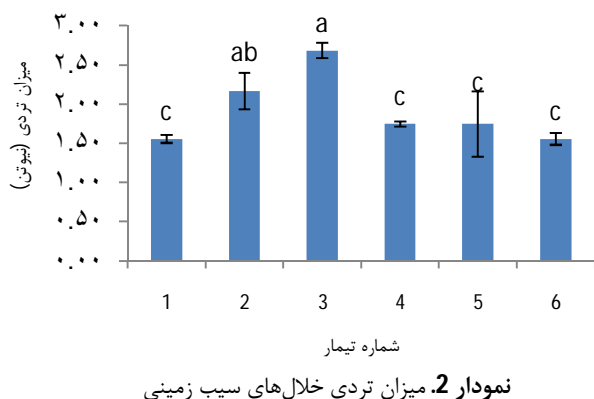 ۳.۰۰
۲.۵۰
۲.۰۰
۱.۵۰
۱.۰۰
۰.۵۰
۰.۰۰
میزان تردی (نیوتن)
c
ab
a
c
c
c
1 2 3 4 5 6
شماره تیمار
نمودار 2. میزان تردی خلال‌های سیب زمینی